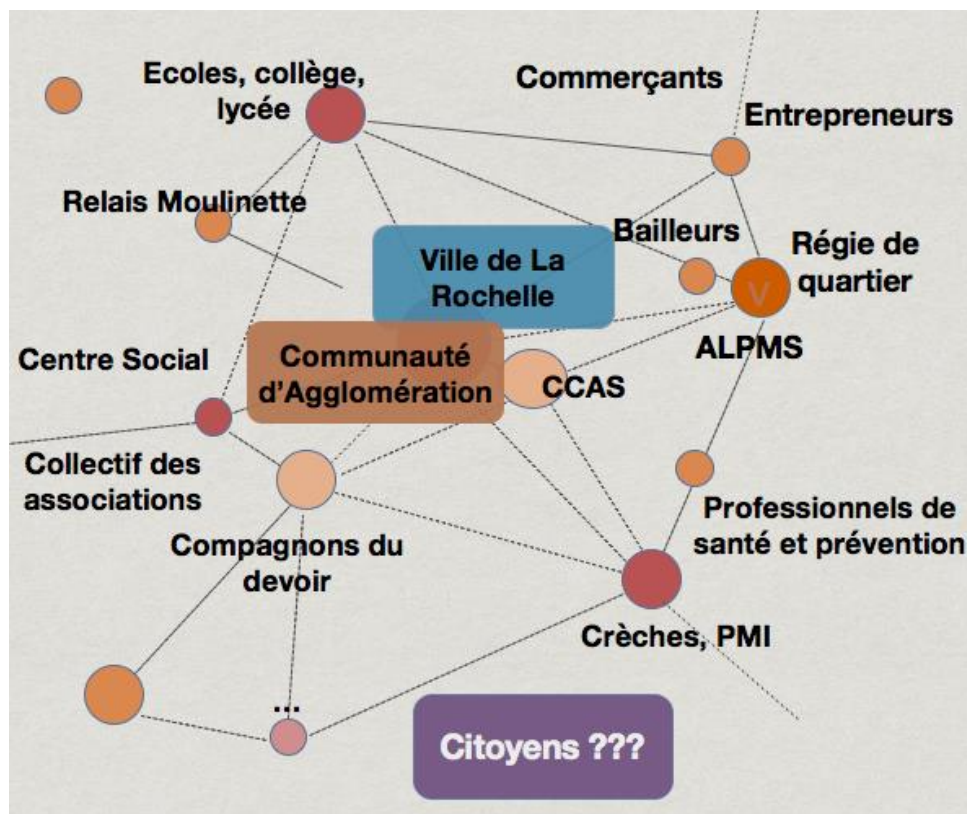 Ecoles, collège,
lycée
Commerçants
Entrepreneurs
Relais Moulinette
Bailleurs
Régie de
quartier
Ville de La
Rochelle
V
ALPMS
Centre Social
Communauté
d'Agglomération
CCAS
Collectif des
associations
Professionnels de
santé et prévention
Compagnons du
devoir
Crèches, PMI
...
Citoyens ???